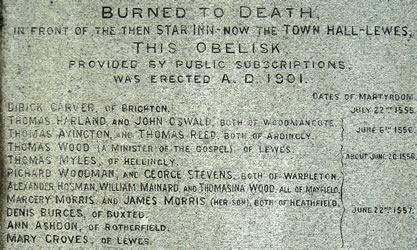 BURNED TO DEATH,
IN FRONT OF THE THEN STAR INN-NOW THE TOWN HALL-LEWES,
THIS OBELISK,
PROVIDED BY PUBLIC SUBSCRIPTIONS,
WAS ERECTED A.D. 1901.
DATES OF MARTYRDOM.
DIRICK CARVER, OF BRIGHTON. JULY 22ND 1555.
THOMAS HARLAND, AND JOHN OSWALD, BOTH OF WOODMANCOTE.
THOMAS AVINGTON, AND THOMAS REED, BOTH OF ARDINGLY. JUNE 6TH 1556.
THOMAS WOOD (A MINISTER OF THE GOSPEL), OF LEWES.
THOMAS MYLES, OF HELLINGLY. ABOUT JUNE 20 1556.
RICHARD WOODMAN, AND GEORGE STEVENS, BOTH OF WARBLETON.
ALEXANDER HOSMAN, WILLIAM MAINARD, AND THOMASINA WOOD, ALL OF MAYFIELD.
MARGERY MORRIS, AND JAMES MORRIS (HER SON), BOTH OF HEATHFIELD. JUNE 22ND 1557.
DENIS BURGES, OF BUXTED.
ANN ASHDON, OF ROTHERFIELD.
MARY GROVES, OF LEWES.